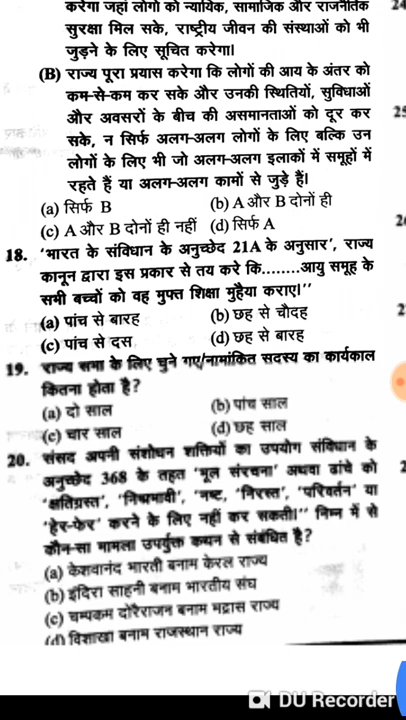 करेगा जहां लोगों को न्यायिक, सामाजिक और राजनैतिक
सुरक्षा मिल सके, राष्ट्रीय जीवन की संस्थाओं को भी
जुड़ने के लिए सूचित करेगा।
(B) राज्य पूरा प्रयास करेगा कि लोगों की आय के अंतर को
कम-से-कम कर सके और उनकी स्थितियों, सुविधाओं
और अवसरों के बीच की असमानताओं को दूर कर
सके, न सिर्फ अलग-अलग लोगों के लिए बल्कि उन
लोगों के लिए भी जो अलग-अलग इलाकों में समूहों में
रहते हैं या अलग-अलग कामों से जुड़े हैं।
(a) सिर्फ B (b) A और B दोनों ही
(c) A और B दोनों ही नहीं (d) सिर्फ A
18. 'भारत के संविधान के अनुच्छेद 21A के अनुसार', राज्य
कानून द्वारा इस प्रकार से तय करे कि........आयु समूह के
सभी बच्चों को वह मुफ्त शिक्षा मुहैया कराए।"
(a) पांच से बारह (b) छह से चौदह
(c) पांच से दस (d) छह से बारह
19. राज्य सभा के लिए चुने गए/नामांकित सदस्य का कार्यकाल
कितना होता है?
(a) दो साल (b) पांच साल
(c) चार साल (d) छह साल
20. संसद अपनी संशोधन शक्तियों का उपयोग संविधान के
अनुच्छेद 368 के तहत 'मूल संरचना' अथवा ढांचे को
'क्षतिग्रस्त', 'निष्प्रभावी', 'नष्ट, 'निरस्त', 'परिवर्तन' या
'हेर-फेर' करने के लिए नहीं कर सकती।" निम्न में से
कौन-सा मामला उपर्युक्त कथन से संबंधित है?
(a) केशवानंद भारती बनाम केरल राज्य
(b) इंदिरा साहनी बनाम भारतीय संघ
(c) चम्पकम दोरैराजन बनाम मद्रास राज्य
(d) विशाखा बनाम राजस्थान राज्य
DU Recorder